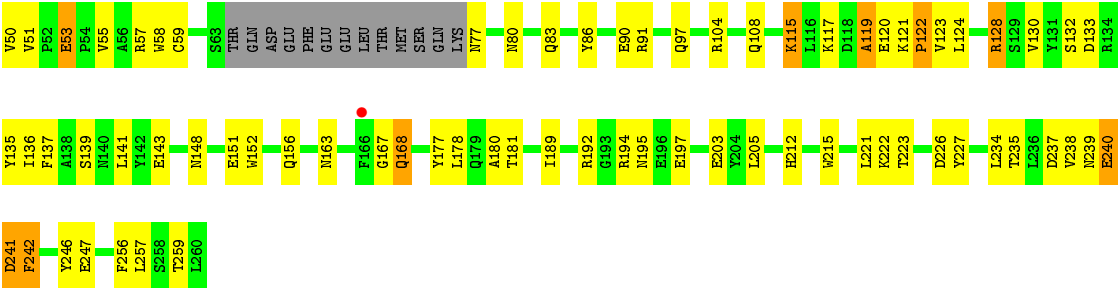 V50 V51 P52 E53 P54 V55 A56 R57 W58 C59 S63 THR GLN ASP GLU PHE GLU GLU LEU THR MET SER GLN LYS N77 N80 Q83 Y86 E90 R91 Q97 R104 Q108 K115 L116 K117 D118 A119 E120 K121 P122 V123 L124 R128 S129 V130 Y131 S132 D133 R134
Y135 I136 F137 A138 S139 N140 L141 Y142 E143 N148 E151 W152 Q156 N163 F166 G167 Q168 Y177 L178 Q179 A180 T181 I189 R192 G193 R194 N195 E196 E197 E203 Y204 L205 H212 W215 L221 K222 T223 D226 Y227 L234 T235 L236 D237 V238 N239 E240
D241 F242 Y246 E247 F256 L257 S258 T259 L260